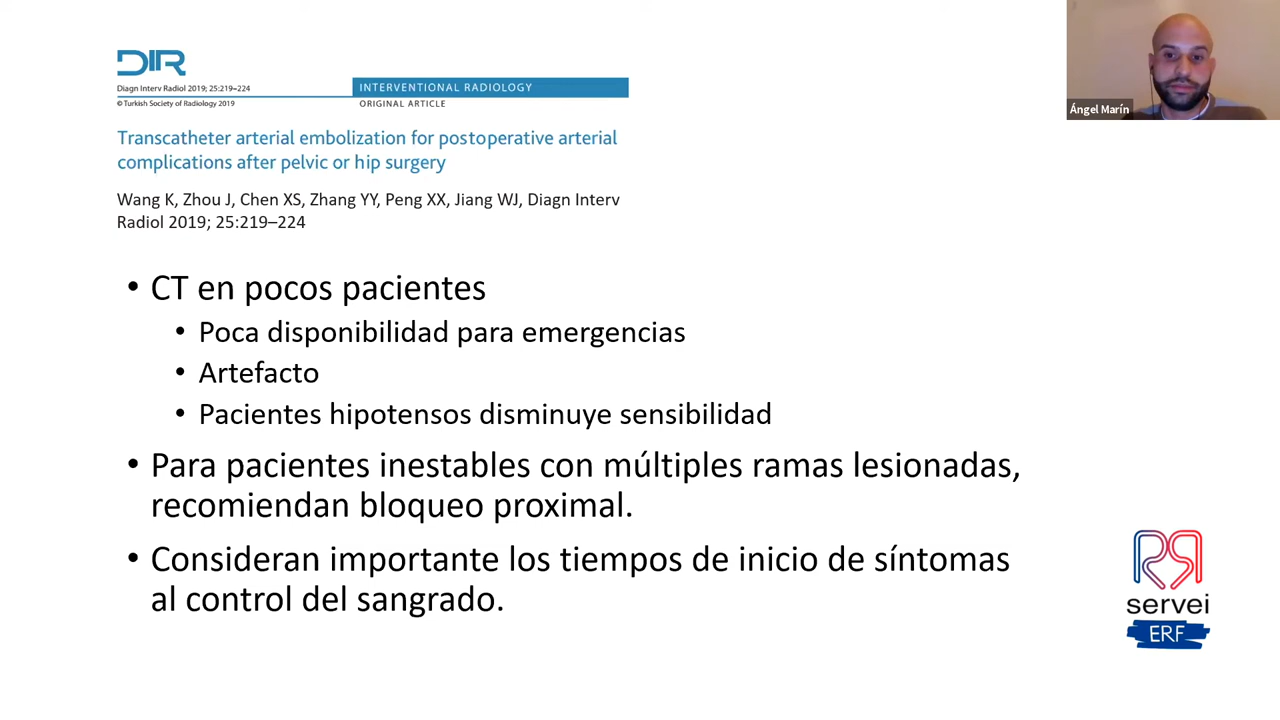 DIR
Diagn Interv Radiol 2019; 25:219–224
© Turkish Society of Radiology 2019
INTERVENTIONAL RADIOLOGY
ORIGINAL ARTICLE
Transcatheter arterial embolization for postoperative arterial
complications after pelvic or hip surgery
Wang K, Zhou J, Chen XS, Zhang YY, Peng XX, Jiang WJ, Diagn Interv
Radiol 2019; 25:219–224
• CT en pocos pacientes
• Poca disponibilidad para emergencias
• Artefacto
• Pacientes hipotensos disminuye sensibilidad
• Para pacientes inestables con múltiples ramas lesionadas,
recomiendan bloqueo proximal.
• Consideran importante los tiempos de inicio de síntomas
al control del sangrado.
Ángel Marín
servei
ERF